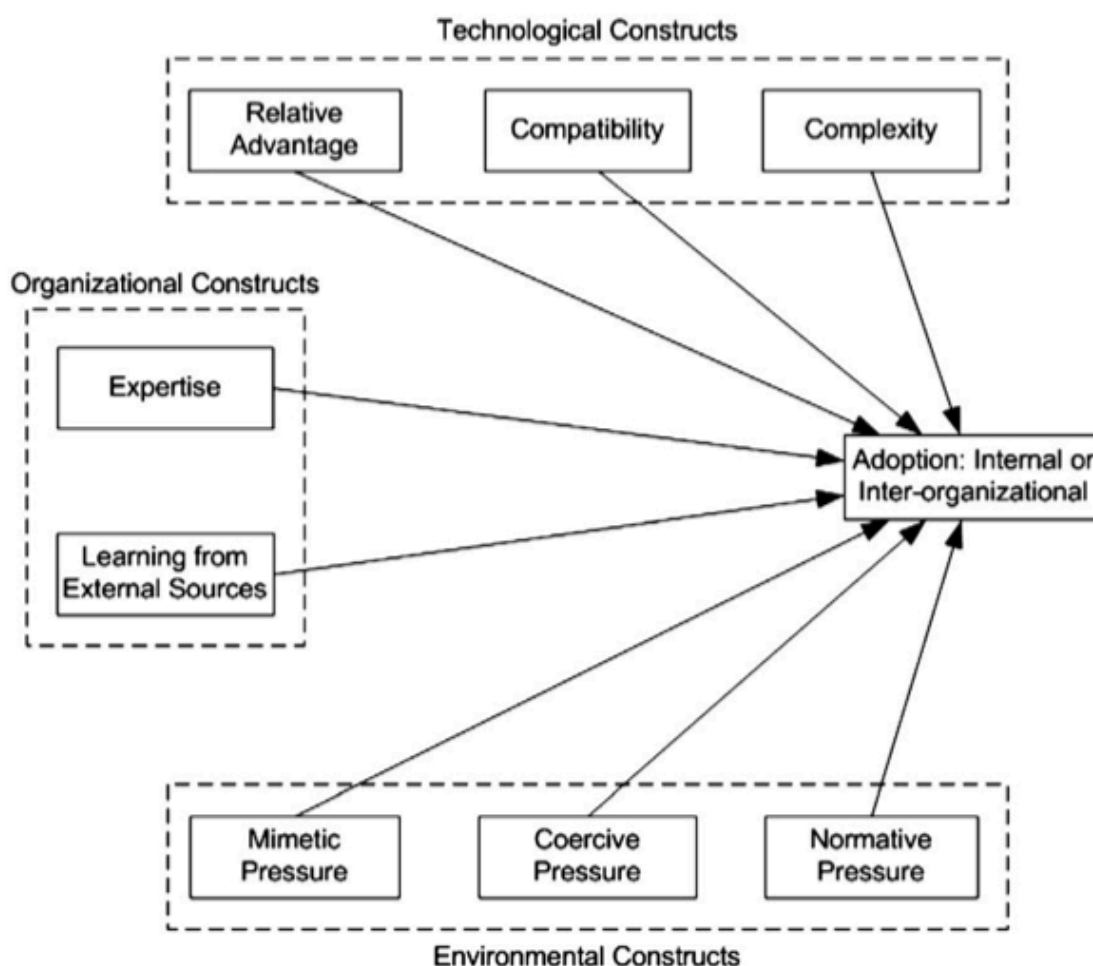 Technological Constructs
Relative
Advantage
Compatibility
Complexity
Organizational Constructs
Expertise
Learning from
External Sources
Adoption: Internal or
Inter-organizational
Mimetic
Pressure
Coercive
Pressure
Normative
Pressure
Environmental Constructs